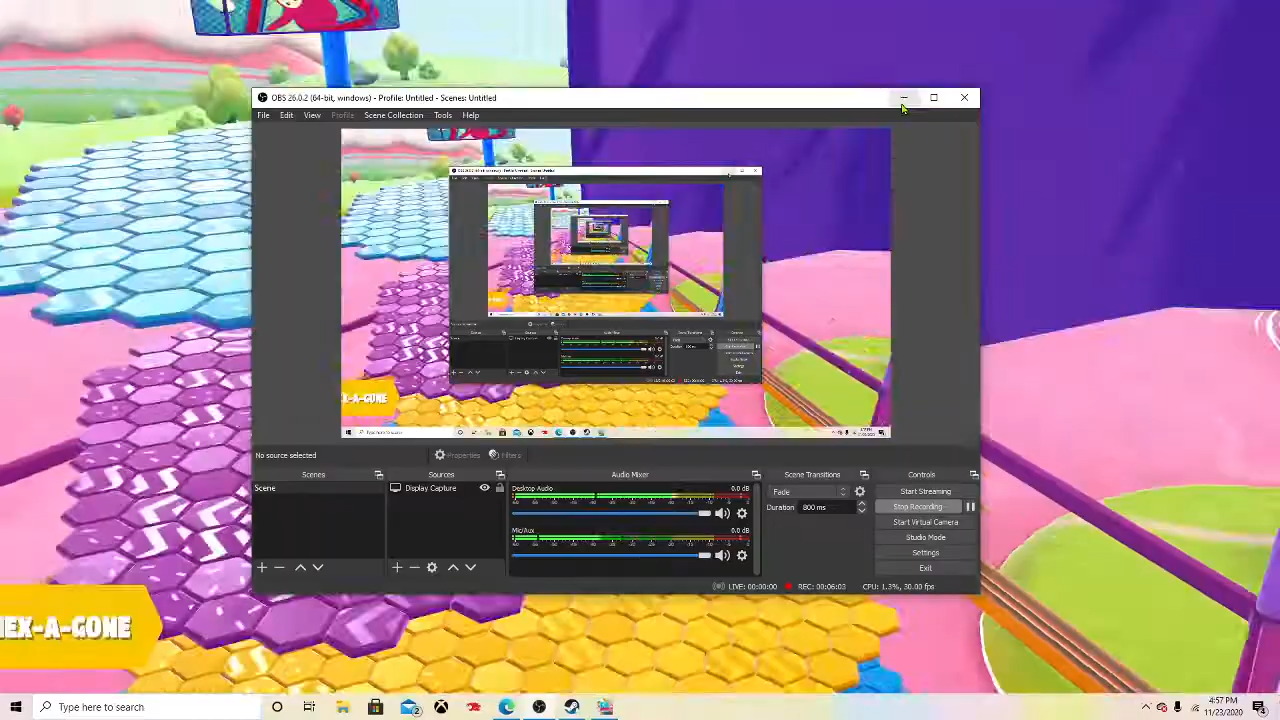 OBS 26.0.2 (64-bit, windows) - Profile: Untitled - Scenes: Untitled
File Edit View Profile Scene Collection Tools Help
No source selected
Properties Filters
Scenes Sources Audio Mixer Scene Transitions Controls
Scene
Display Capture
Desktop Audio 0.0 dB
Mic/Aux 0.0 dB
Fade
Duration 800 ms
Start Streaming
Stop Recording
Start Virtual Camera
Studio Mode
Settings
Exit
LIVE: 00:00:00 REC: 00:06:03 CPU: 1.3%, 30.00 fps
HEX-A-GONE
Type here to search
2
4:57 PM
11/23/2020